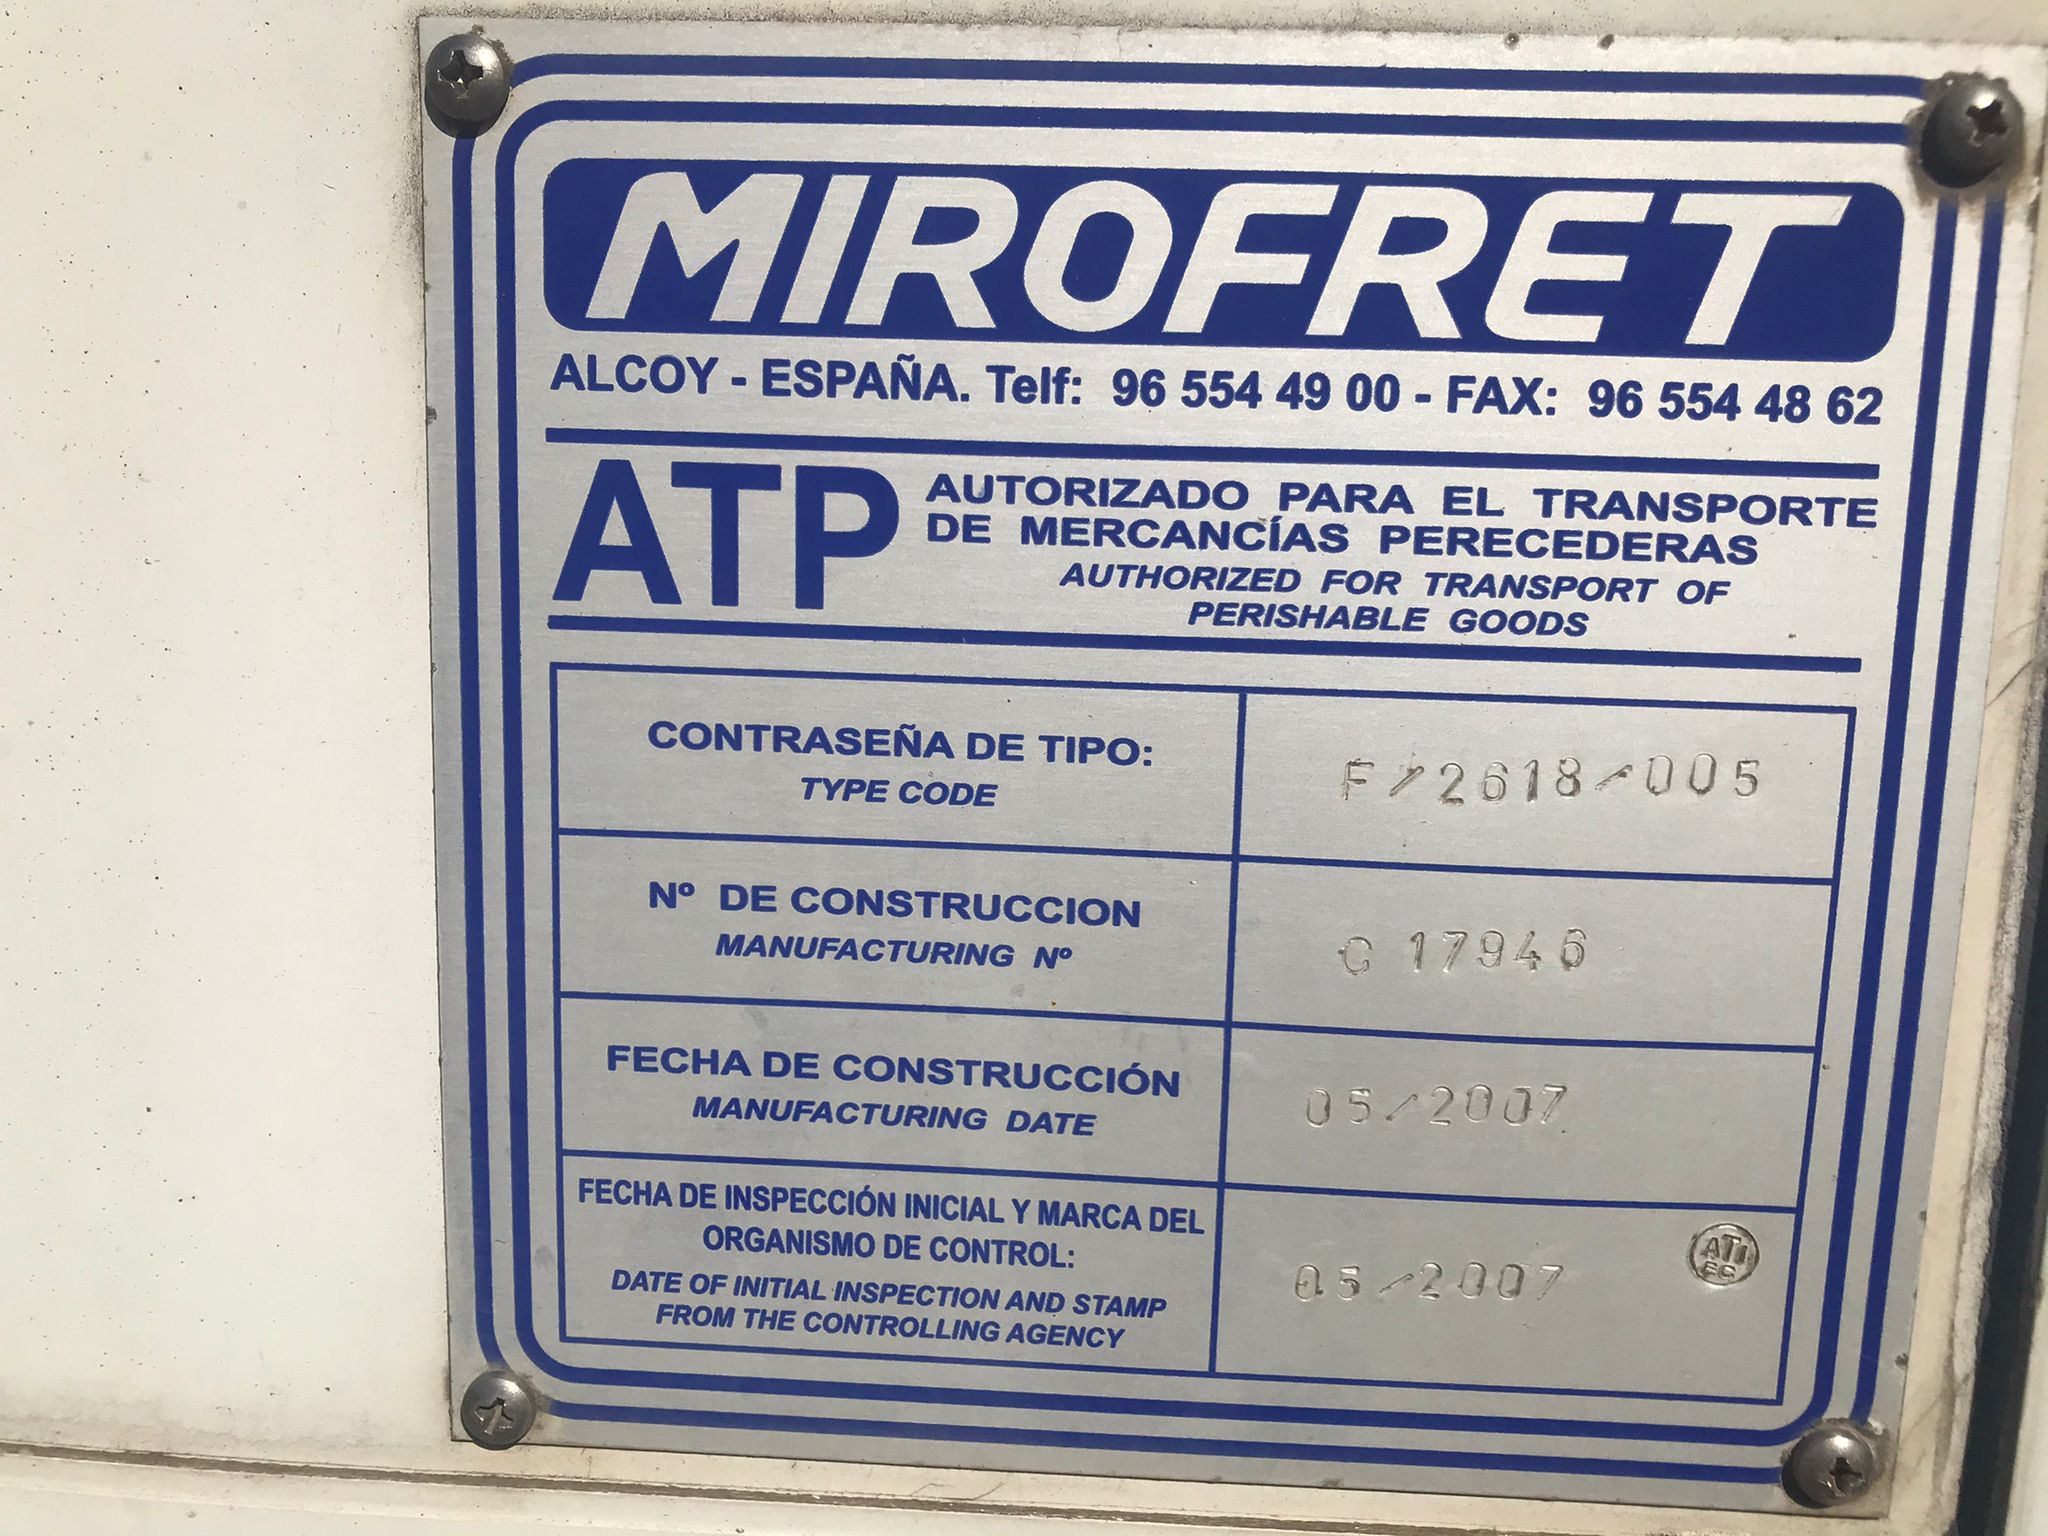 MIROFRET
ALCOY - ESPAÑA. Telf: 96 554 49 00 - FAX: 96 554 48 62
ATP
AUTORIZADO PARA EL TRANSPORTE
DE MERCANCÍAS PERECEDERAS
AUTHORIZED FOR TRANSPORT OF
PERISHABLE GOODS
CONTRASEÑA DE TIPO:
TYPE CODE
F/2618/005
Nº DE CONSTRUCCION
MANUFACTURING Nº
C 17946
FECHA DE CONSTRUCCIÓN
MANUFACTURING DATE
05/2007
FECHA DE INSPECCIÓN INICIAL Y MARCA DEL
ORGANISMO DE CONTROL:
DATE OF INITIAL INSPECTION AND STAMP
FROM THE CONTROLLING AGENCY
05/2007